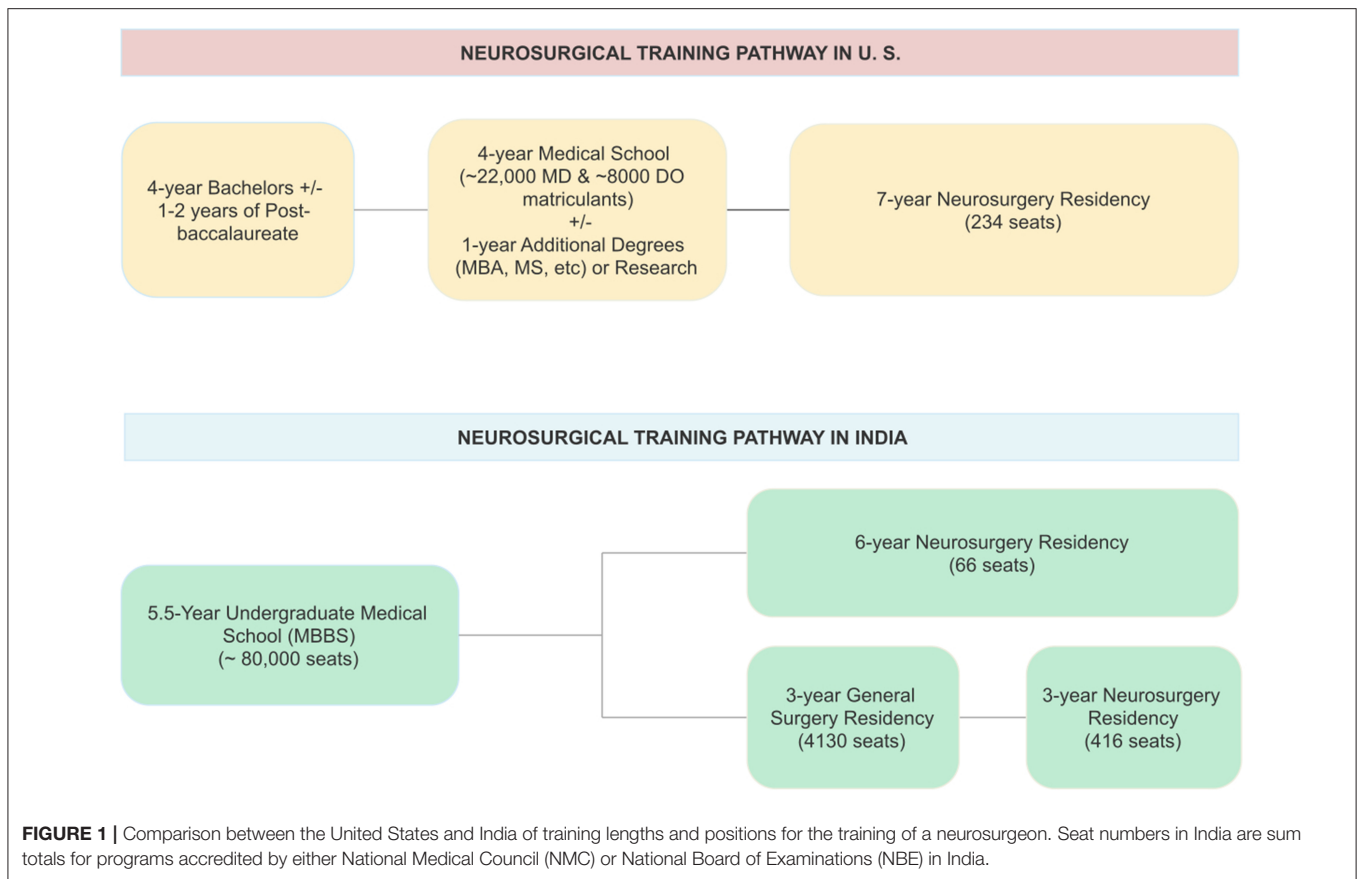 NEUROSURGICAL TRAINING PATHWAY IN U. S.
4-year Bachelors +/-
1-2 years of Post-
baccalaureate
4-year Medical School
(~22,000 MD & ~8000 DO
matriculants)
+/-
1-year Additional Degrees
(MBA, MS, etc) or Research
7-year Neurosurgery Residency
(234 seats)
NEUROSURGICAL TRAINING PATHWAY IN INDIA
5.5-Year Undergraduate Medical
School (MBBS)
(~ 80,000 seats)
6-year Neurosurgery Residency
(66 seats)
3-year General
Surgery Residency
(4130 seats)
3-year Neurosurgery
Residency
(416 seats)
FIGURE 1 | Comparison between the United States and India of training lengths and positions for the training of a neurosurgeon. Seat numbers in India are sum
totals for programs accredited by either National Medical Council (NMC) or National Board of Examinations (NBE) in India.